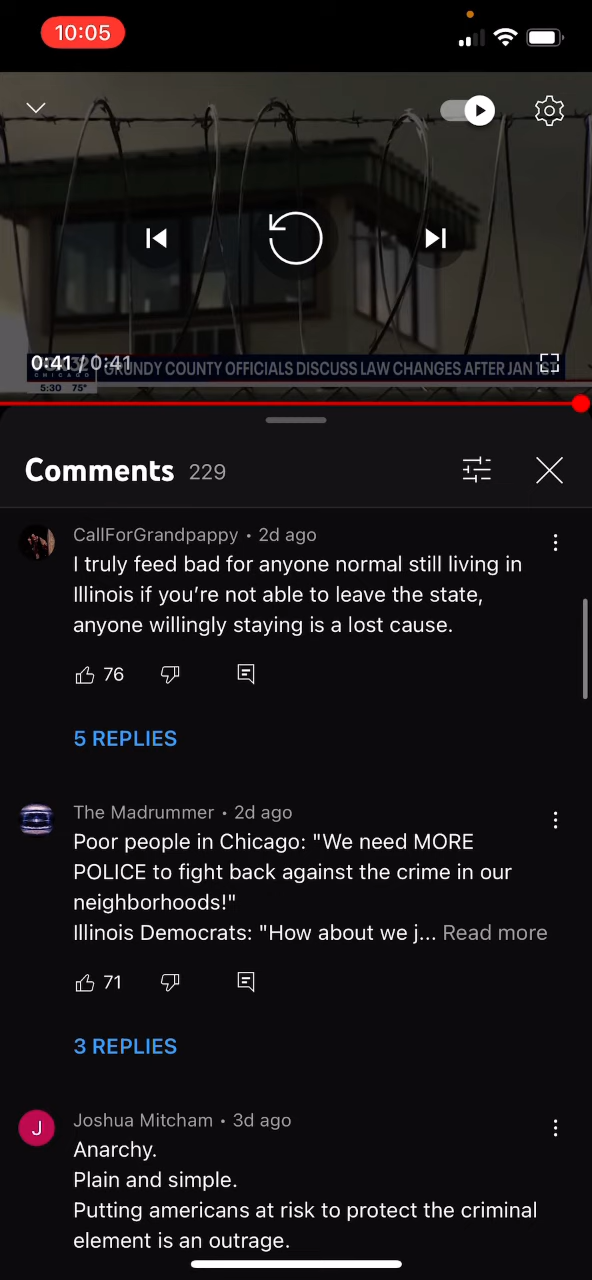 10:05
0:41 / 0:41
CHICAGO
GRUNDY COUNTY OFFICIALS DISCUSS LAW CHANGES AFTER JAN 1ST
5:30 75°
Comments 229
CallForGrandpappy • 2d ago
I truly feed bad for anyone normal still living in
Illinois if you're not able to leave the state,
anyone willingly staying is a lost cause.
76
5 REPLIES
The Madrummer • 2d ago
Poor people in Chicago: "We need MORE
POLICE to fight back against the crime in our
neighborhoods!"
Illinois Democrats: "How about we j... Read more
71
3 REPLIES
J
Joshua Mitcham • 3d ago
Anarchy.
Plain and simple.
Putting americans at risk to protect the criminal
element is an outrage.